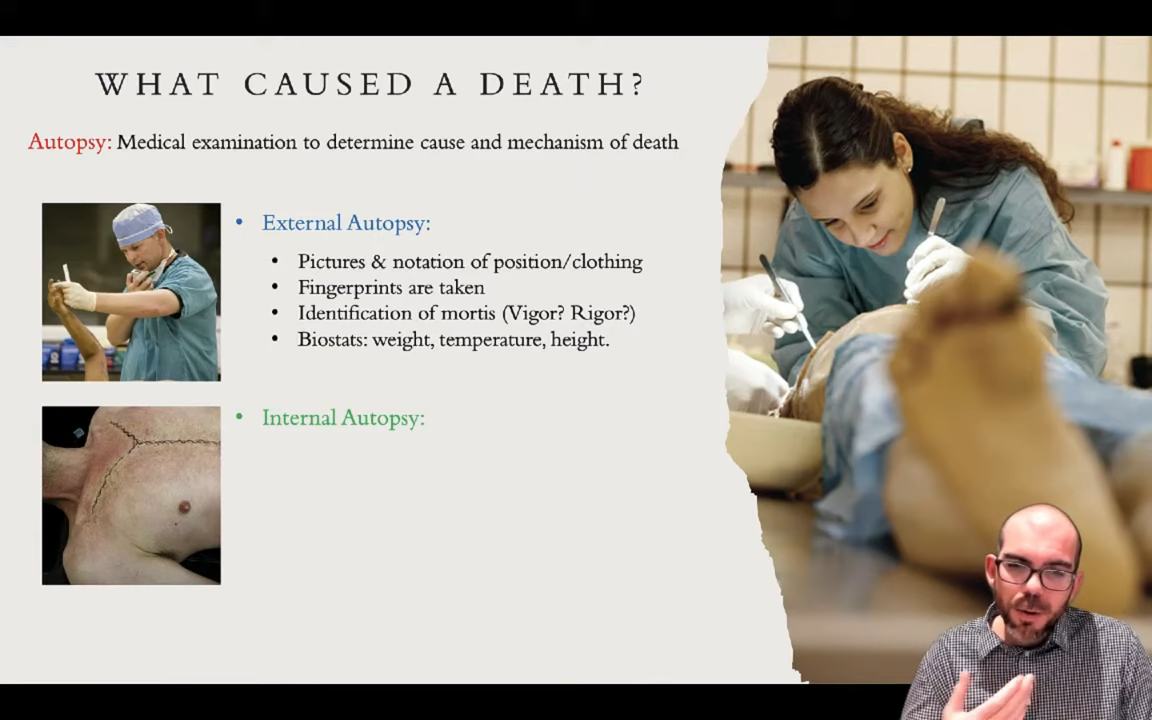 WHAT CAUSED A DEATH?
Autopsy: Medical examination to determine cause and mechanism of death
• External Autopsy:
• Pictures & notation of position/clothing
• Fingerprints are taken
• Identification of mortis (Vigor? Rigor?)
• Biostats: weight, temperature, height.
• Internal Autopsy: